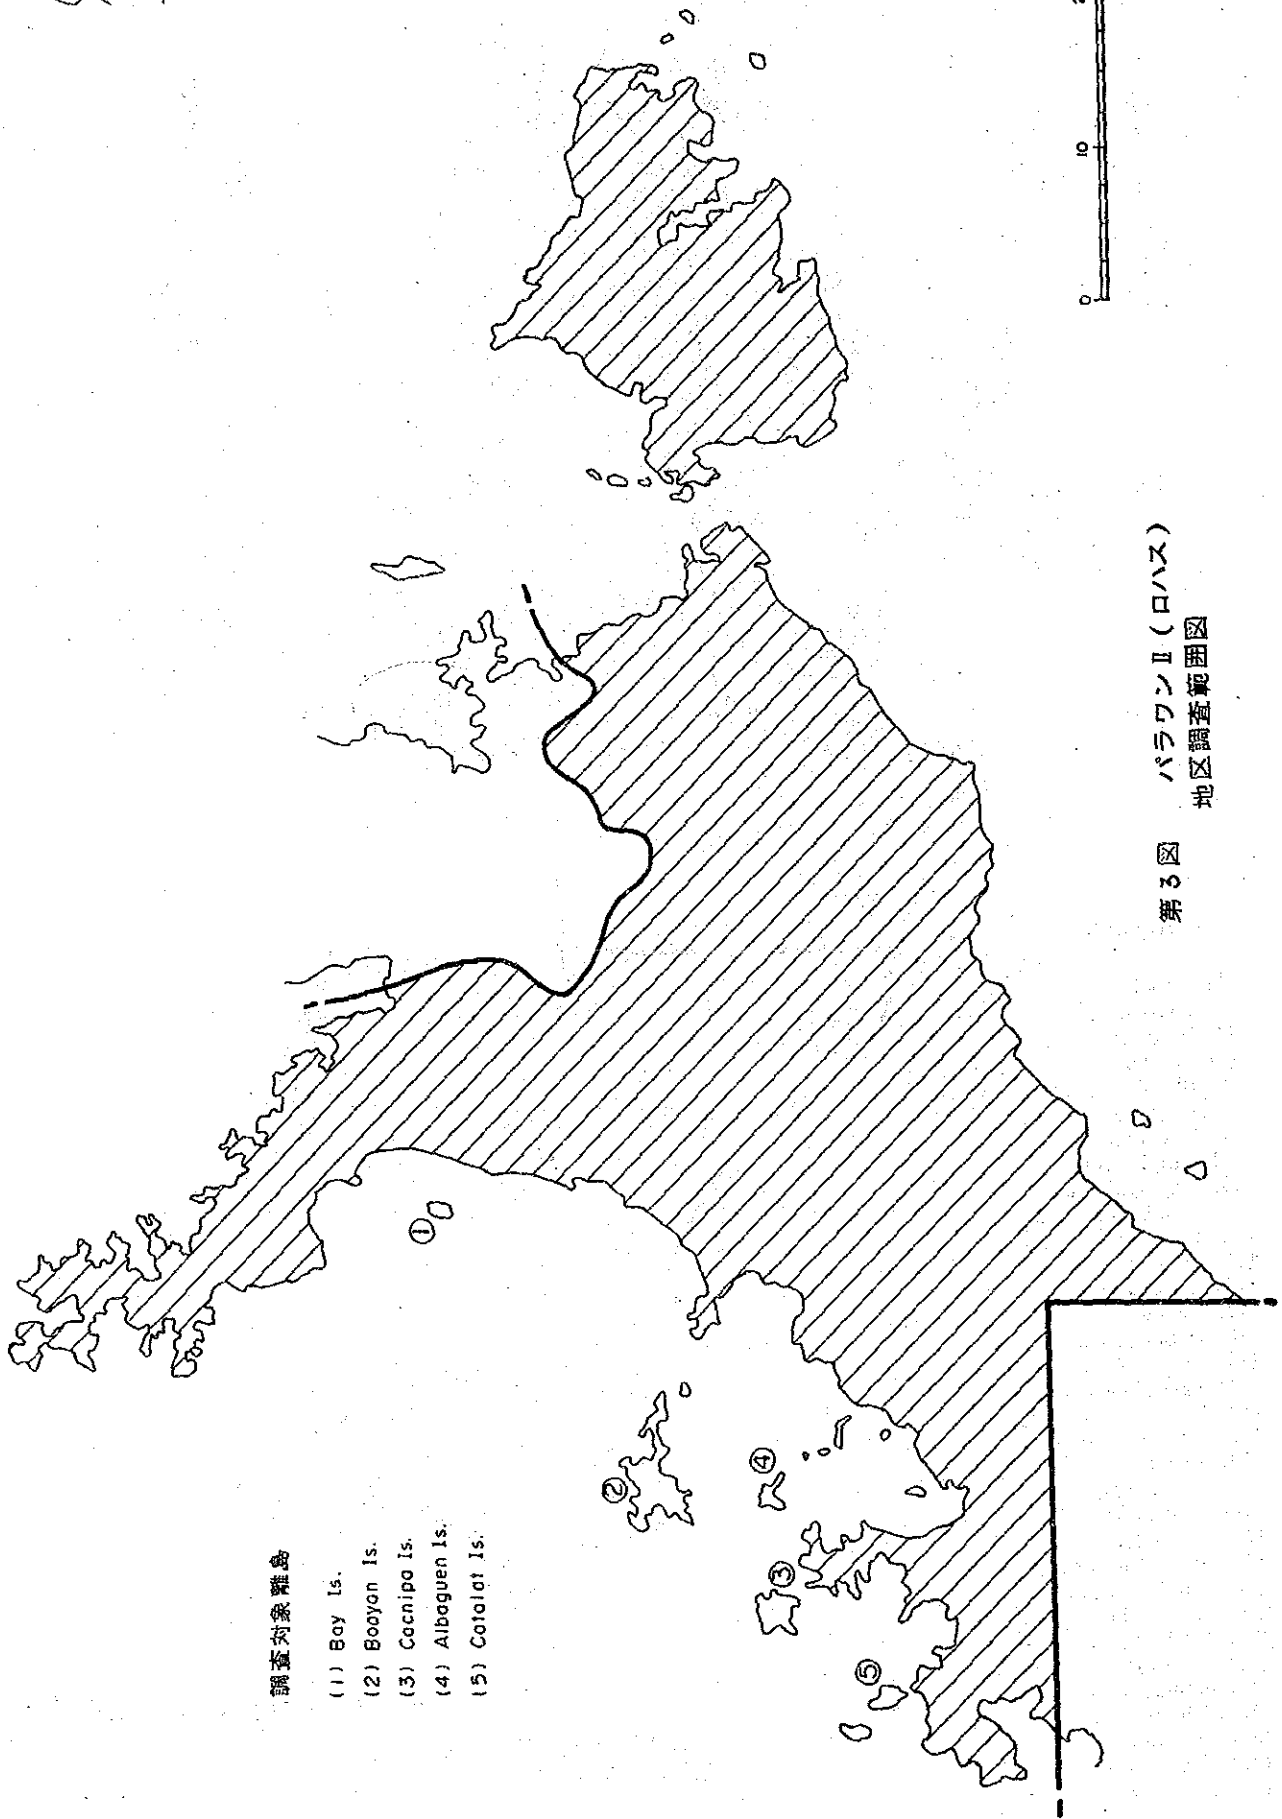 調査対象離島
(1) Bay Is.
(2) Boayan Is.
(3) Cacnipa Is.
(4) Albaguen Is.
(5) Catalat Is.
①
②
③
④
⑤
0 10
第3図 パラワンⅡ(ロハス)
地区調査範囲図